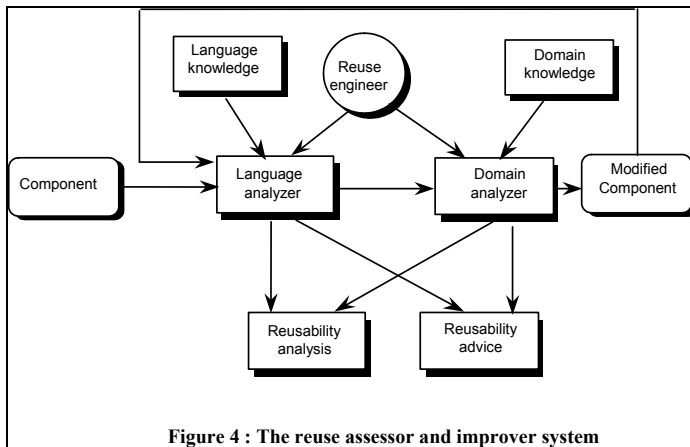 Language
knowledge
Reuse
engineer
Domain
knowledge
Component
Language
analyzer
Domain
analyzer
Modified
Component
Reusability
analysis
Reusability
advice
Figure 4 : The reuse assessor and improver system